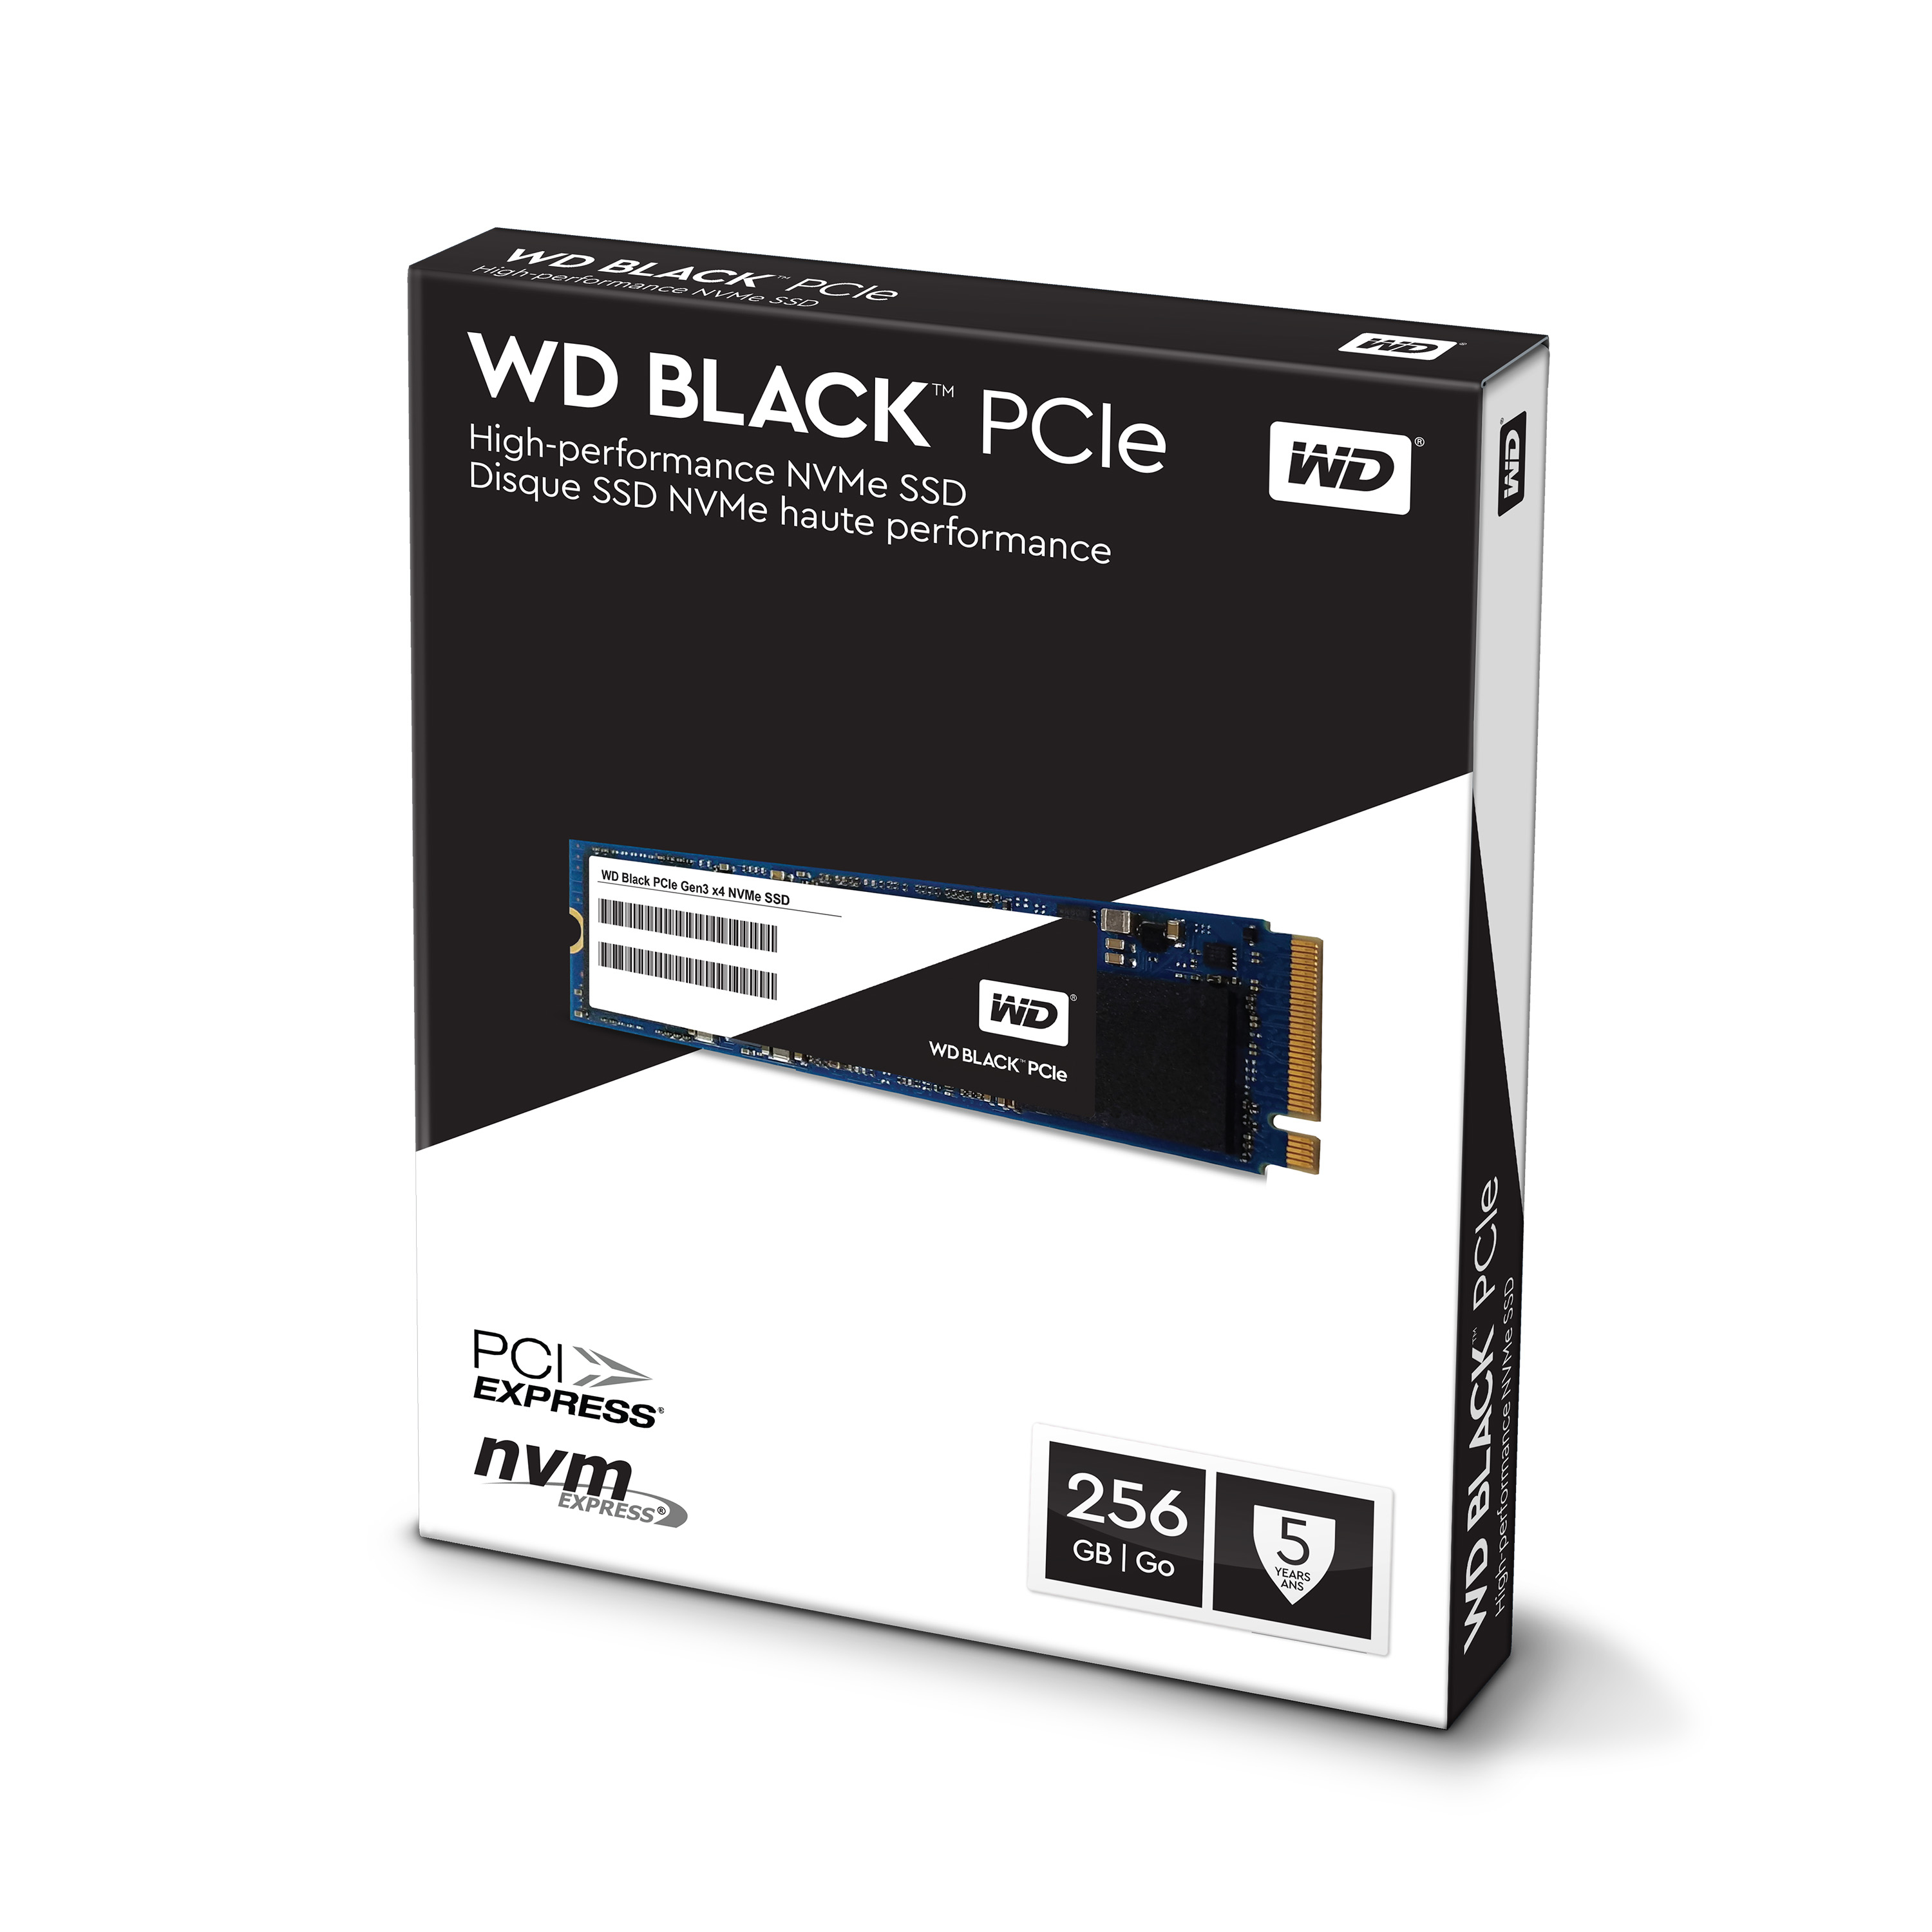 WD BLACK™ PCIe
High-performance NVMe SSD
WD®
WD BLACK™ PCIe
High-performance NVMe SSD
Disque SSD NVMe haute performance
WD®
WD®
WD Black PCIe Gen3 x4 NVMe SSD
WD®
WD BLACK™ PCIe
PCI
EXPRESS®
nvm
EXPRESS®
256
GB | Go
5
YEARS
ANS
WD BLACK™ PCIe
High-performance NVMe SSD